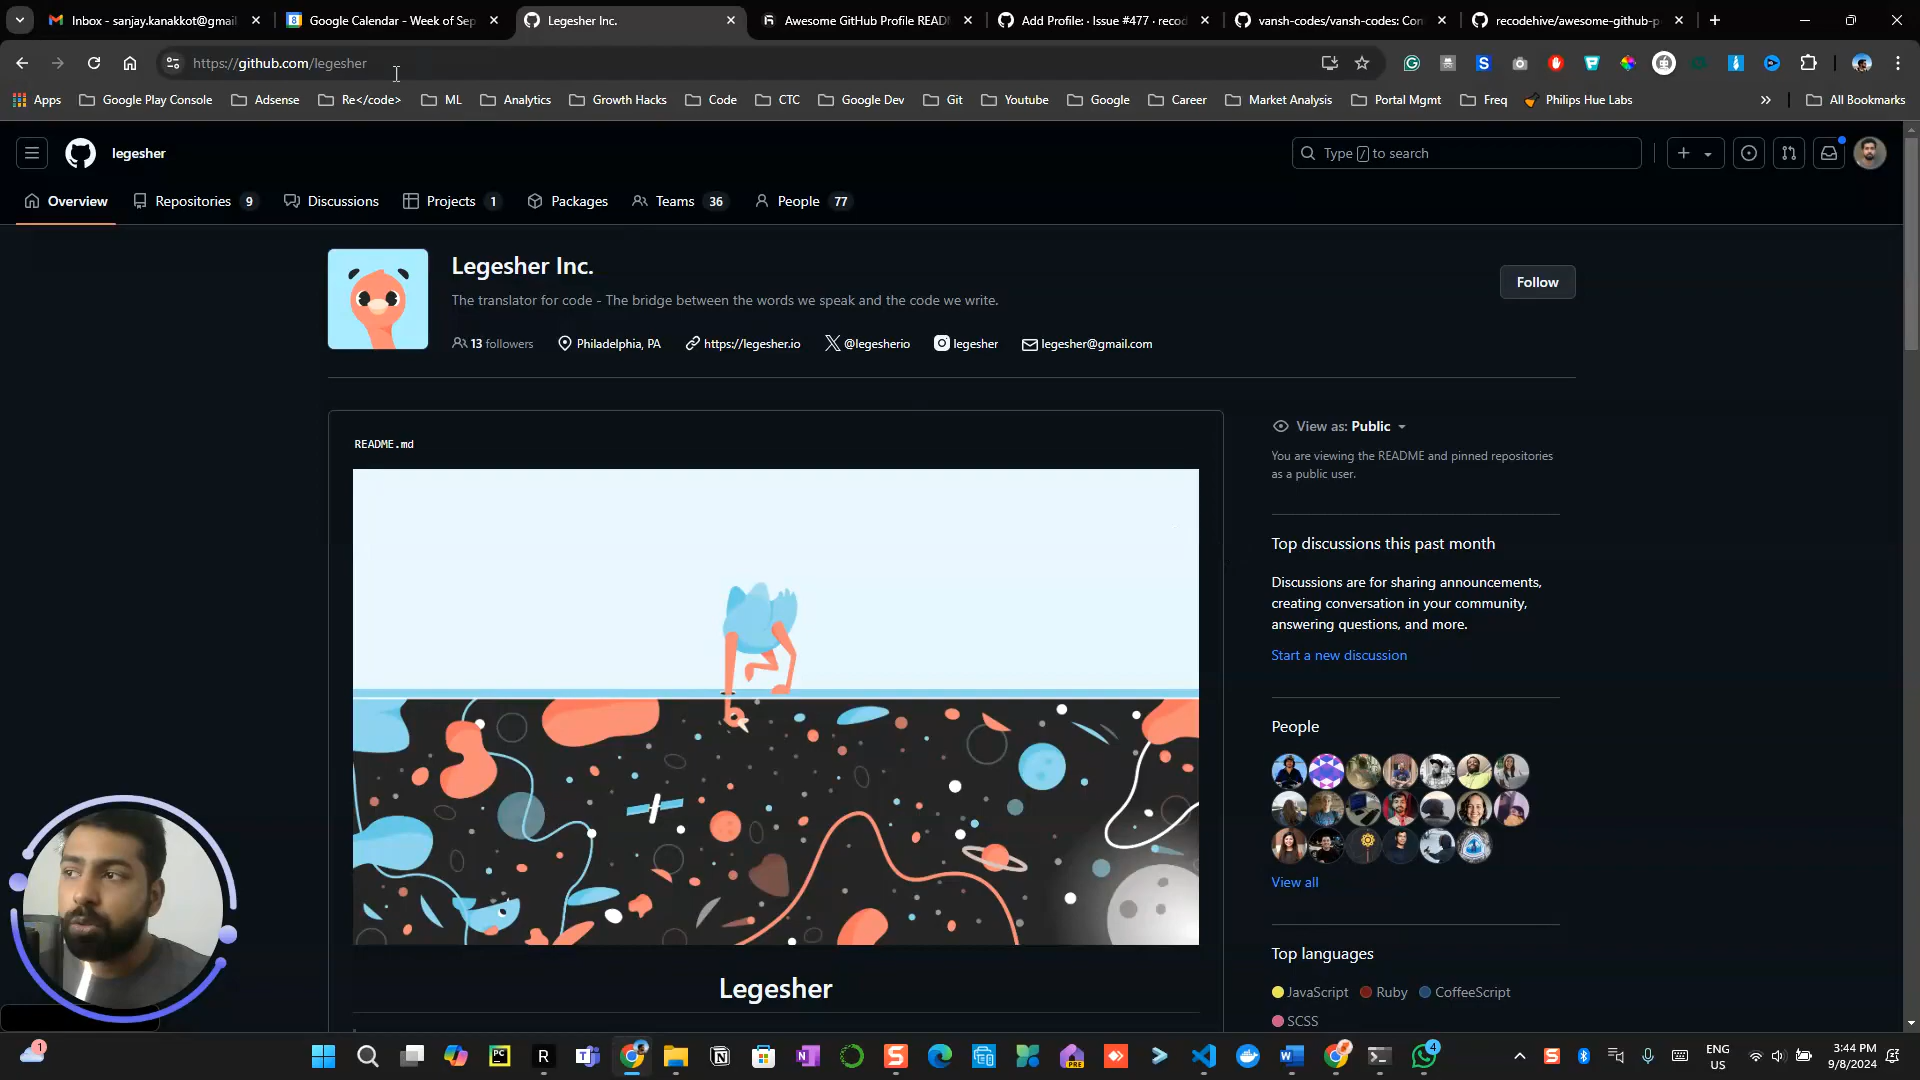 Inbox - sanjay.kanakkot@gmail
Google Calendar - Week of Sep
Legesher Inc.
Awesome GitHub Profile READ
Add Profile: · Issue #477 · recod
vansh-codes/vansh-codes: Con
recodehive/awesome-github-p
https://github.com/legesher
Apps
Google Play Console
Adsense
Re</code>
ML
Analytics
Growth Hacks
Code
CTC
Google Dev
Git
Youtube
Google
Career
Market Analysis
Portal Mgmt
Freq
Philips Hue Labs
All Bookmarks
legesher
Type / to search
Overview
Repositories 9
Discussions
Projects 1
Packages
Teams 36
People 77
Legesher Inc.
The translator for code - The bridge between the words we speak and the code we write.
Follow
13 followers
Philadelphia, PA
https://legesher.io
@legesherio
legesher
legesher@gmail.com
README.md
View as: Public
You are viewing the README and pinned repositories
as a public user.
Top discussions this past month
Discussions are for sharing announcements,
creating conversation in your community,
answering questions, and more.
Start a new discussion
People
View all
Legesher
Top languages
JavaScript Ruby CoffeeScript
SCSS
ENG
US
3:44 PM
9/8/2024